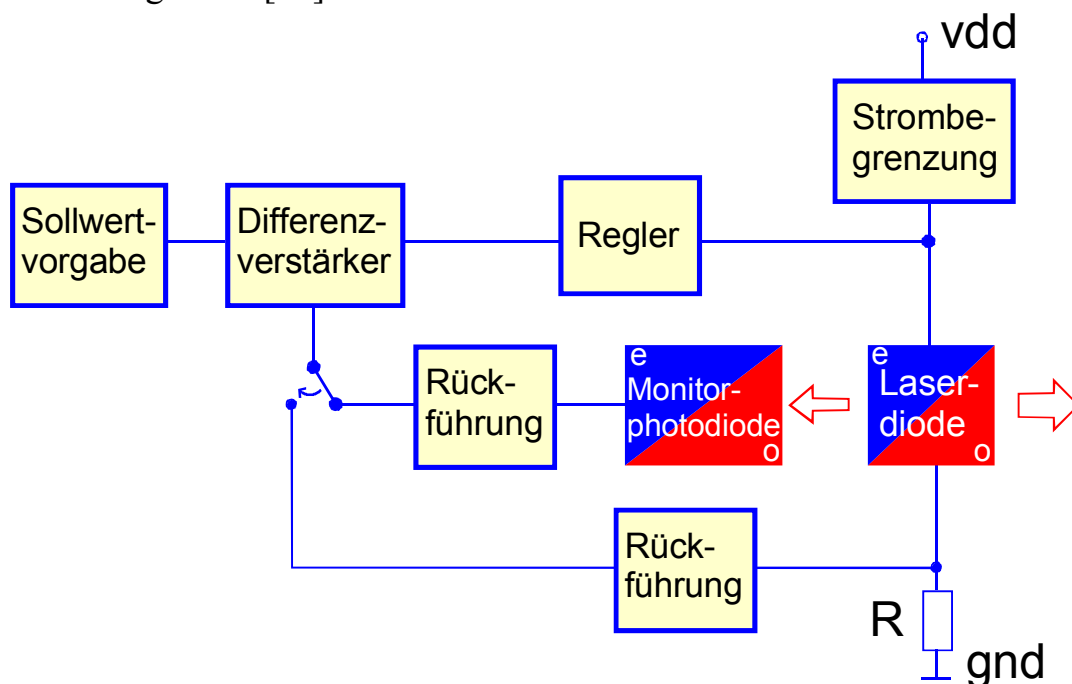 vdd
Strombe-
grenzung
Sollwert-
vorgabe
Differenz-
verstärker
Regler
Rück-
führung
e
Monitor-
photodiode
o
e
Laser-
diode
o
Rück-
führung
R
gnd